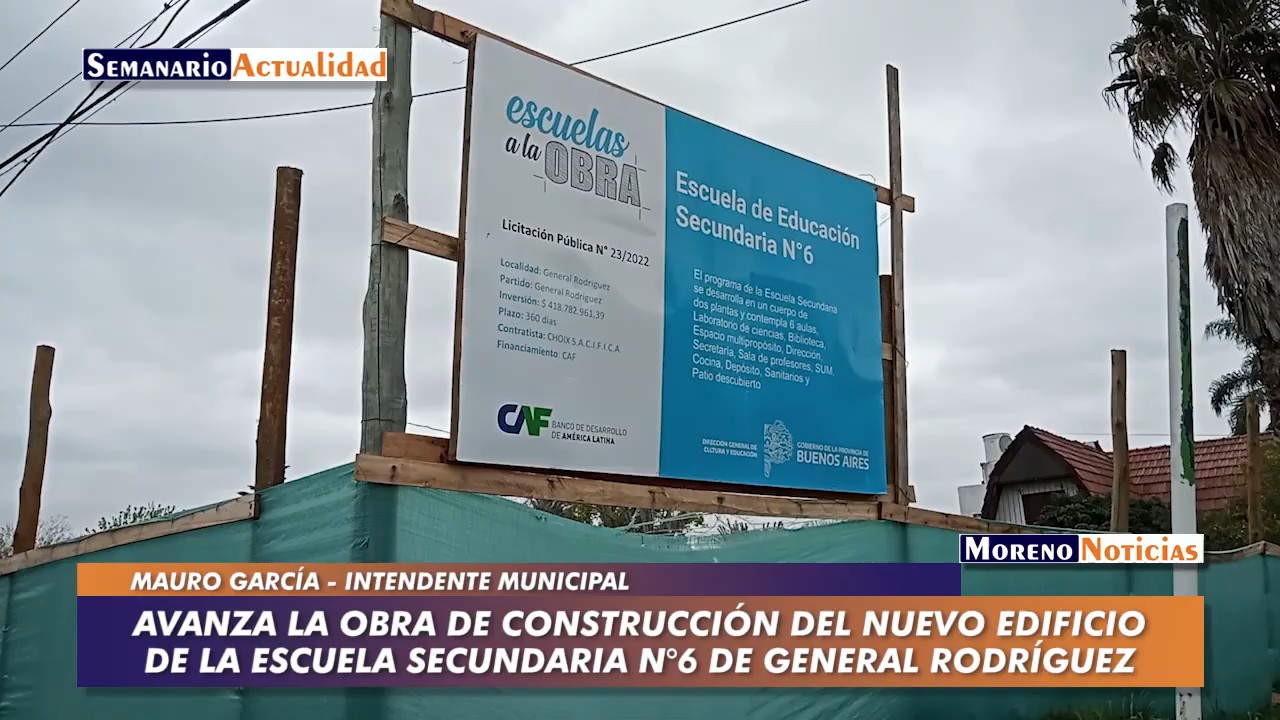 SEMANARIO ACTUALIDAD
escuelas
a la OBRA
Licitación Pública N° 23/2022
Localidad: General Rodriguez
Partido: General Rodriguez
Inversión: $ 418.782.961,39
Plazo: 360 días
Contratista: CHOIX S.A.C.I.F.I.C.A.
Financiamiento: CAF
CAF BANCO DE DESARROLLO
DE AMÉRICA LATINA
Escuela de Educación
Secundaria N°6
El programa de la Escuela Secundaria
se desarrolla en un cuerpo de
dos plantas y contempla 6 aulas,
Laboratorio de ciencias, Biblioteca,
Espacio multipropósito, Dirección,
Secretaría, Sala de profesores, SUM,
Cocina, Depósito, Sanitarios y
Patio descubierto
DIRECCIÓN GENERAL DE
CULTURA Y EDUCACIÓN
GOBIERNO DE LA PROVINCIA DE
BUENOS AIRES
MORENO NOTICIAS
MAURO GARCÍA - INTENDENTE MUNICIPAL
AVANZA LA OBRA DE CONSTRUCCIÓN DEL NUEVO EDIFICIO
DE LA ESCUELA SECUNDARIA N°6 DE GENERAL RODRÍGUEZ